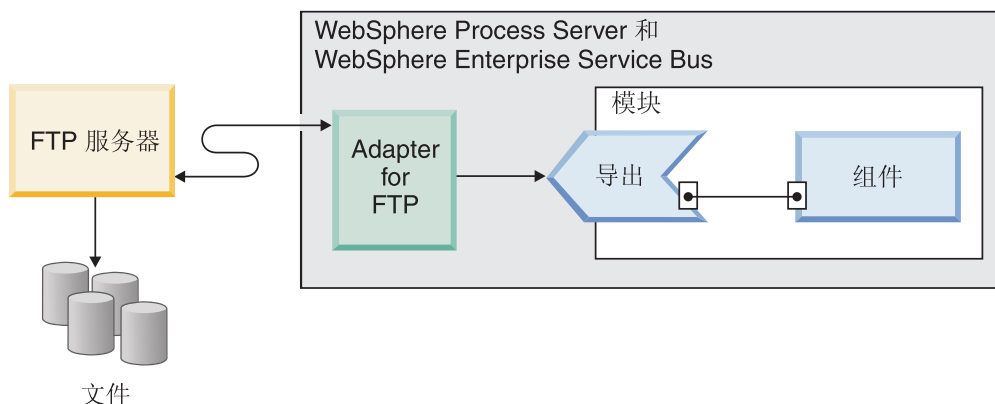 WebSphere Process Server 和
WebSphere Enterprise Service Bus
模块
FTP 服务器
Adapter
for
FTP
导出
组件
文件